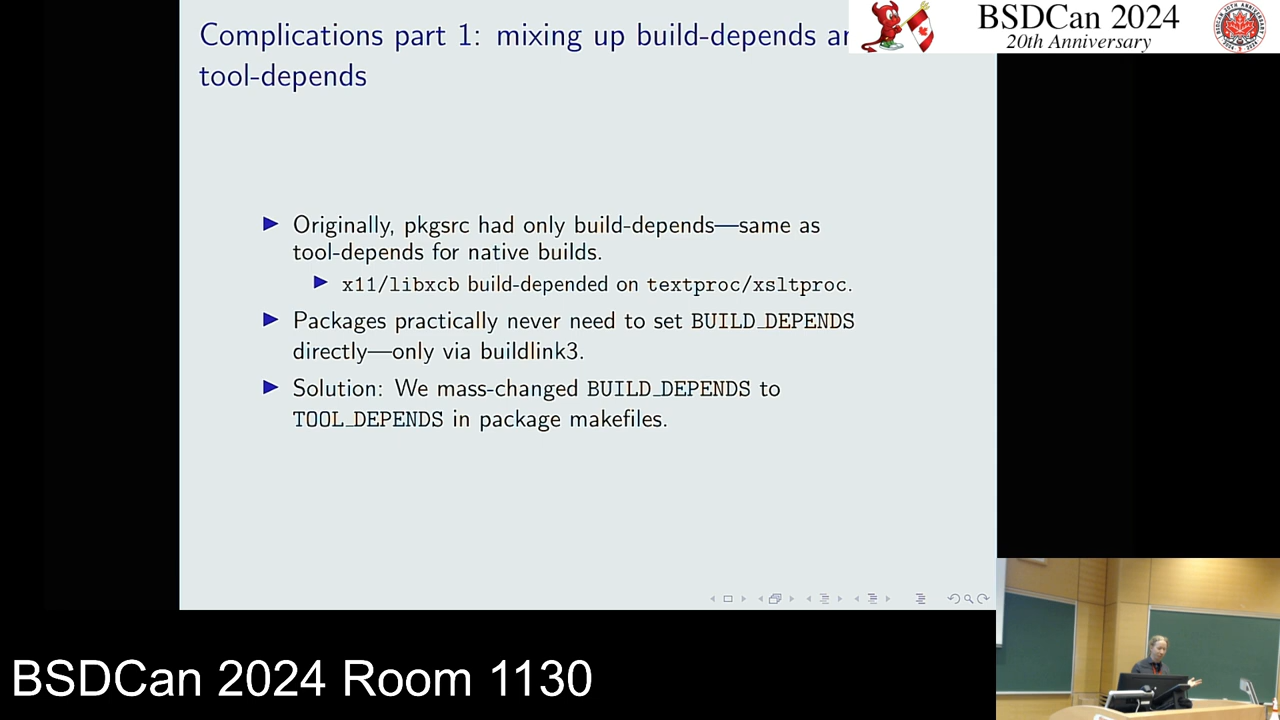 Complications part 1: mixing up build-depends
tool-depends
BSDCan 2024
20th Anniversary
▶ Originally, pkgsrc had only build-depends—same as
tool-depends for native builds.
▶ x11/libxcb build-depended on textproc/xsltproc.
▶ Packages practically never need to set BUILD_DEPENDS
directly—only via buildlink3.
▶ Solution: We mass-changed BUILD_DEPENDS to
TOOL_DEPENDS in package makefiles.
BSDCan 2024 Room 1130